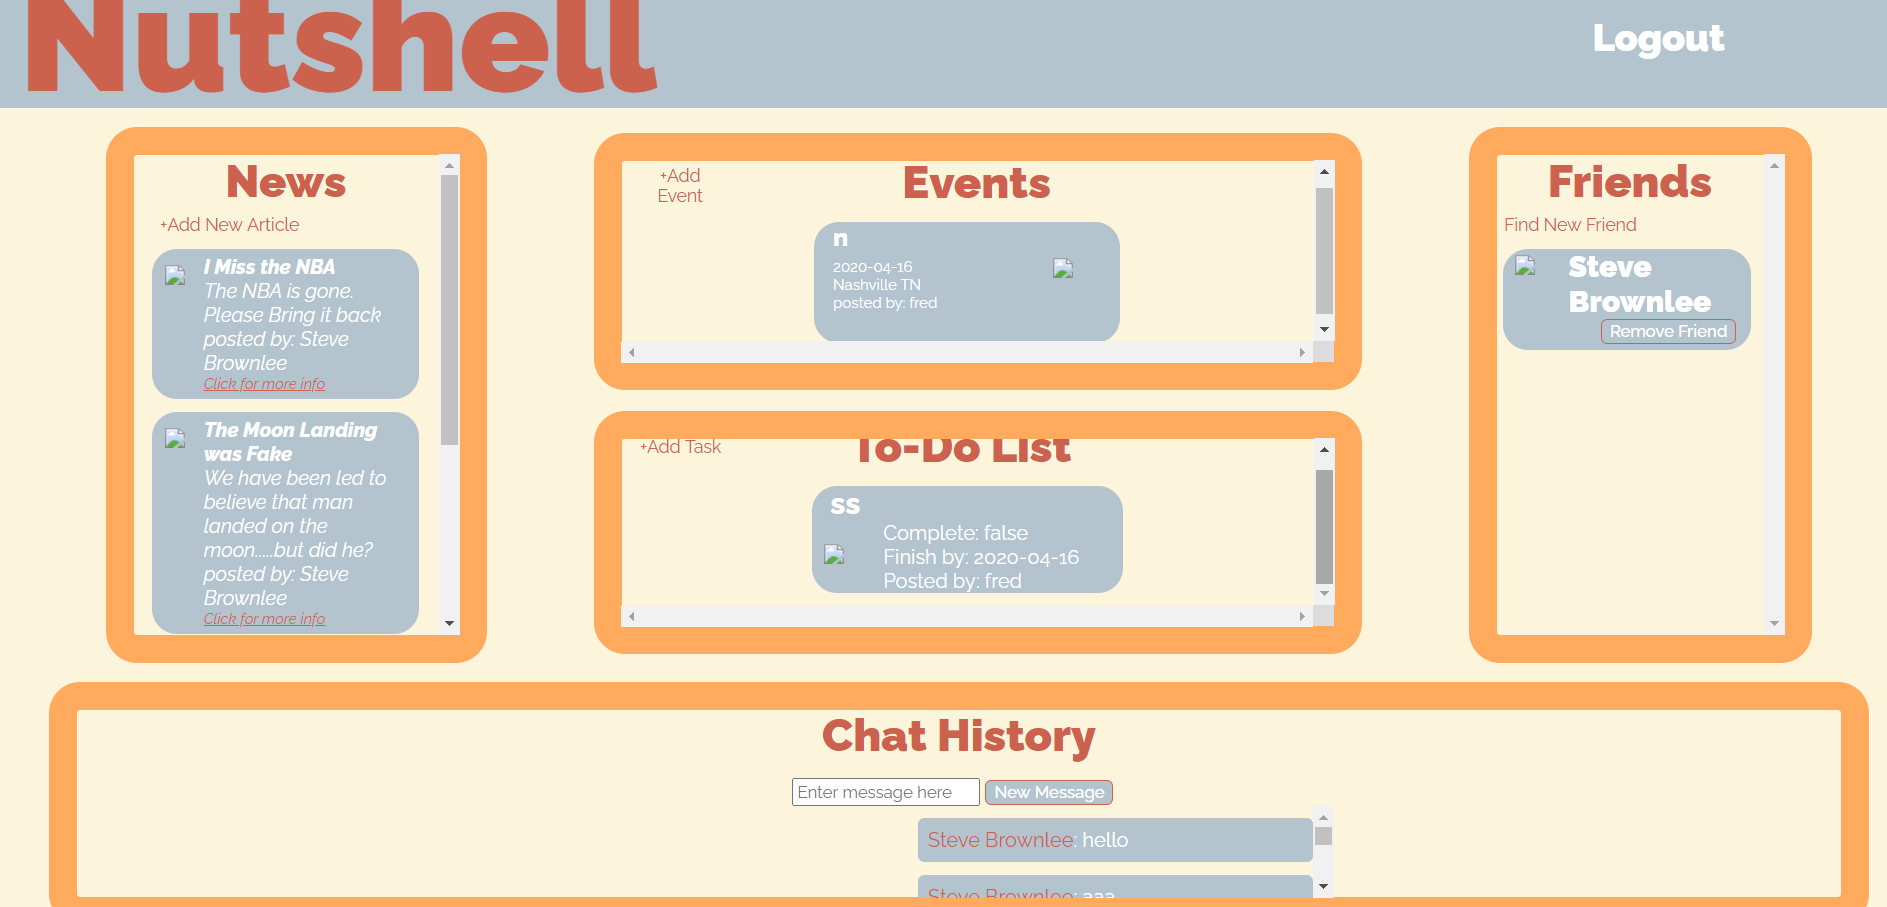 Nutshell
Logout
News
+Add New Article
I Miss the NBA
The NBA is gone.
Please Bring it back
posted by: Steve
Brownlee
Click for more info
The Moon Landing
was Fake
We have been led to
believe that man
landed on the
moon.....but did he?
posted by: Steve
Brownlee
Click for more info
+Add
Event
Events
n
2020-04-16
Nashville TN
posted by: fred
+Add Task
To-Do List
ss
Complete: false
Finish by: 2020-04-16
Posted by: fred
Friends
Find New Friend
Steve
Brownlee
Remove Friend
Chat History
Enter message here
New Message
Steve Brownlee: hello
Steve Brownlee: aaa